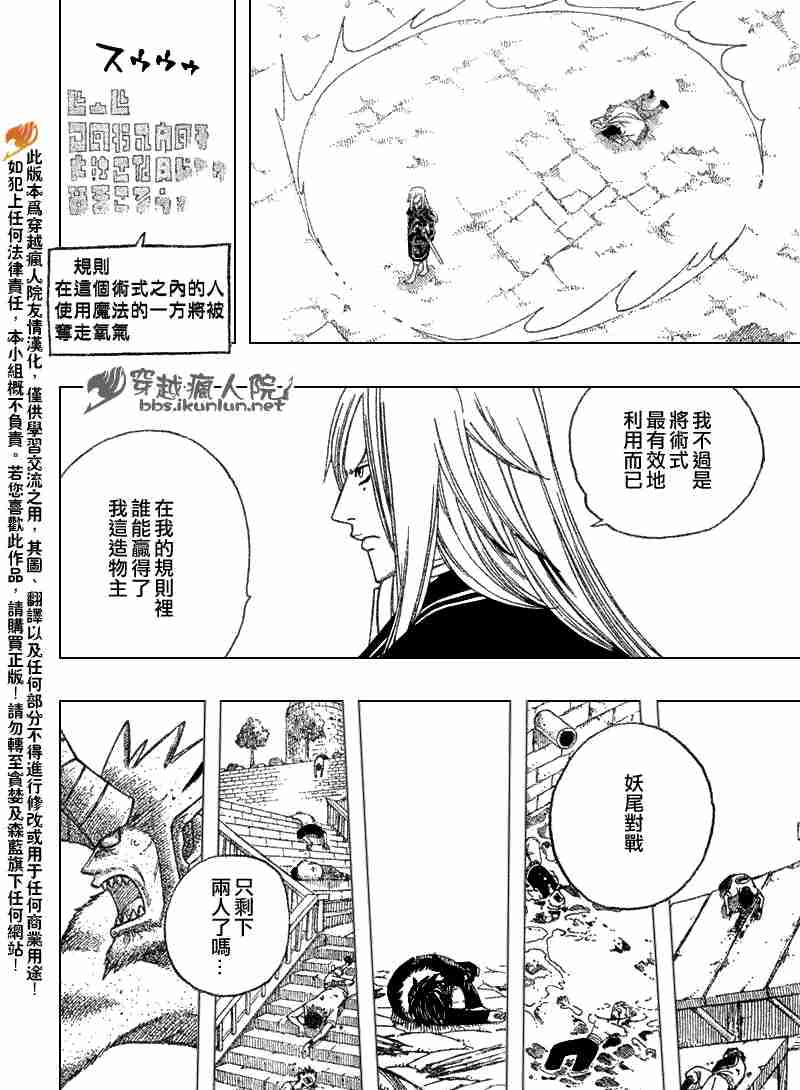 スゥゥゥ
規則
在這個術式之內的人
使用魔法的一方將被
奪走氧氣
我不過是
將術式
最有效地
利用而已
在我的規則裡
誰能贏得了
我這造物主
穿越瘋人院
bbs.ikunlun.net
妖尾對戰
只剩下
兩人了嗎…
此版本爲穿越瘋人院友情漢化，僅供學習交流之用，其圖、翻譯以及任何部分不得進行修改或用于任何商業用途！
如犯上任何法律責任，本小組概不負責。若您喜歡此作品，請購買正版！請勿轉至貪婪及森藍旗下任何網站！